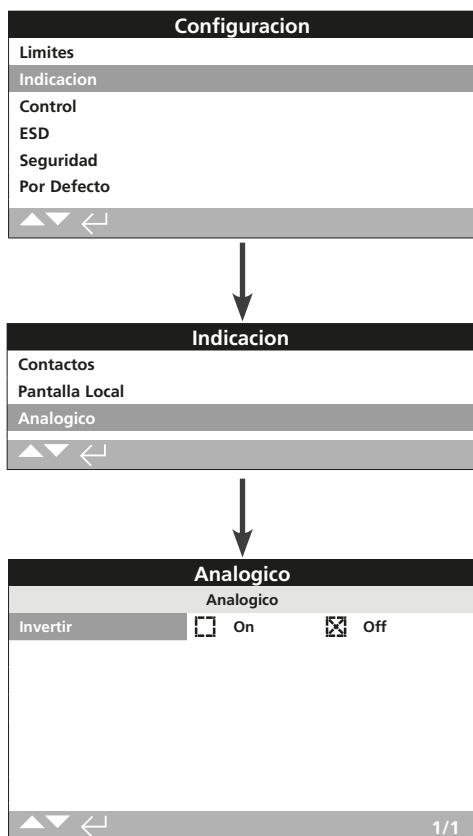 Configuracion
Limites
Indicacion
Control
ESD
Seguridad
Por Defecto
Indicacion
Contactos
Pantalla Local
Analogico
Analogico
Analogico
Invertir On Off
1/1